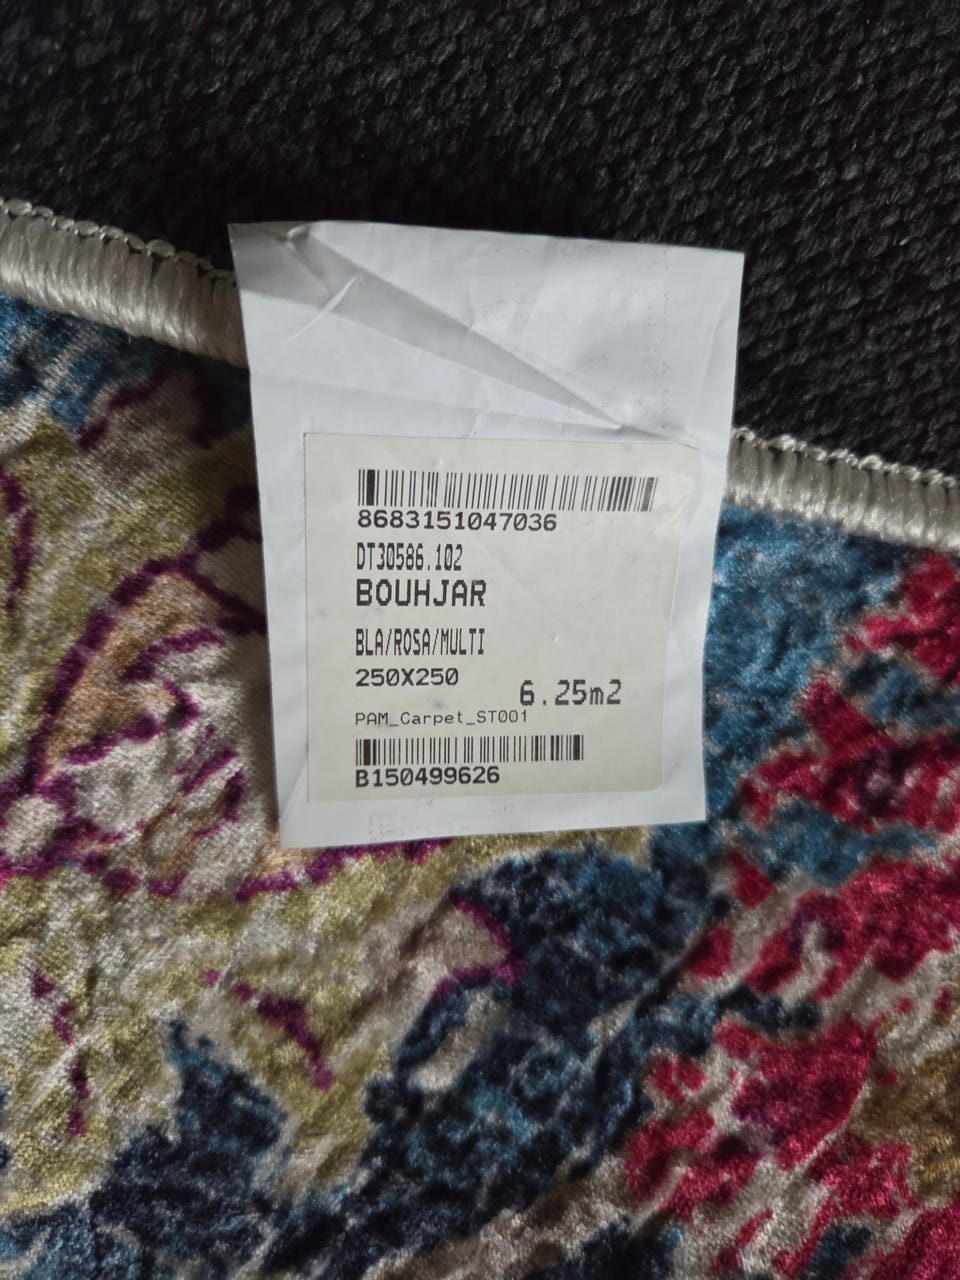 8683151047036
DT30586.102
BOUHJAR
BLA/ROSA/MULTI
250X250
6.25m2
PAM_Carpet_ST001
B150499626